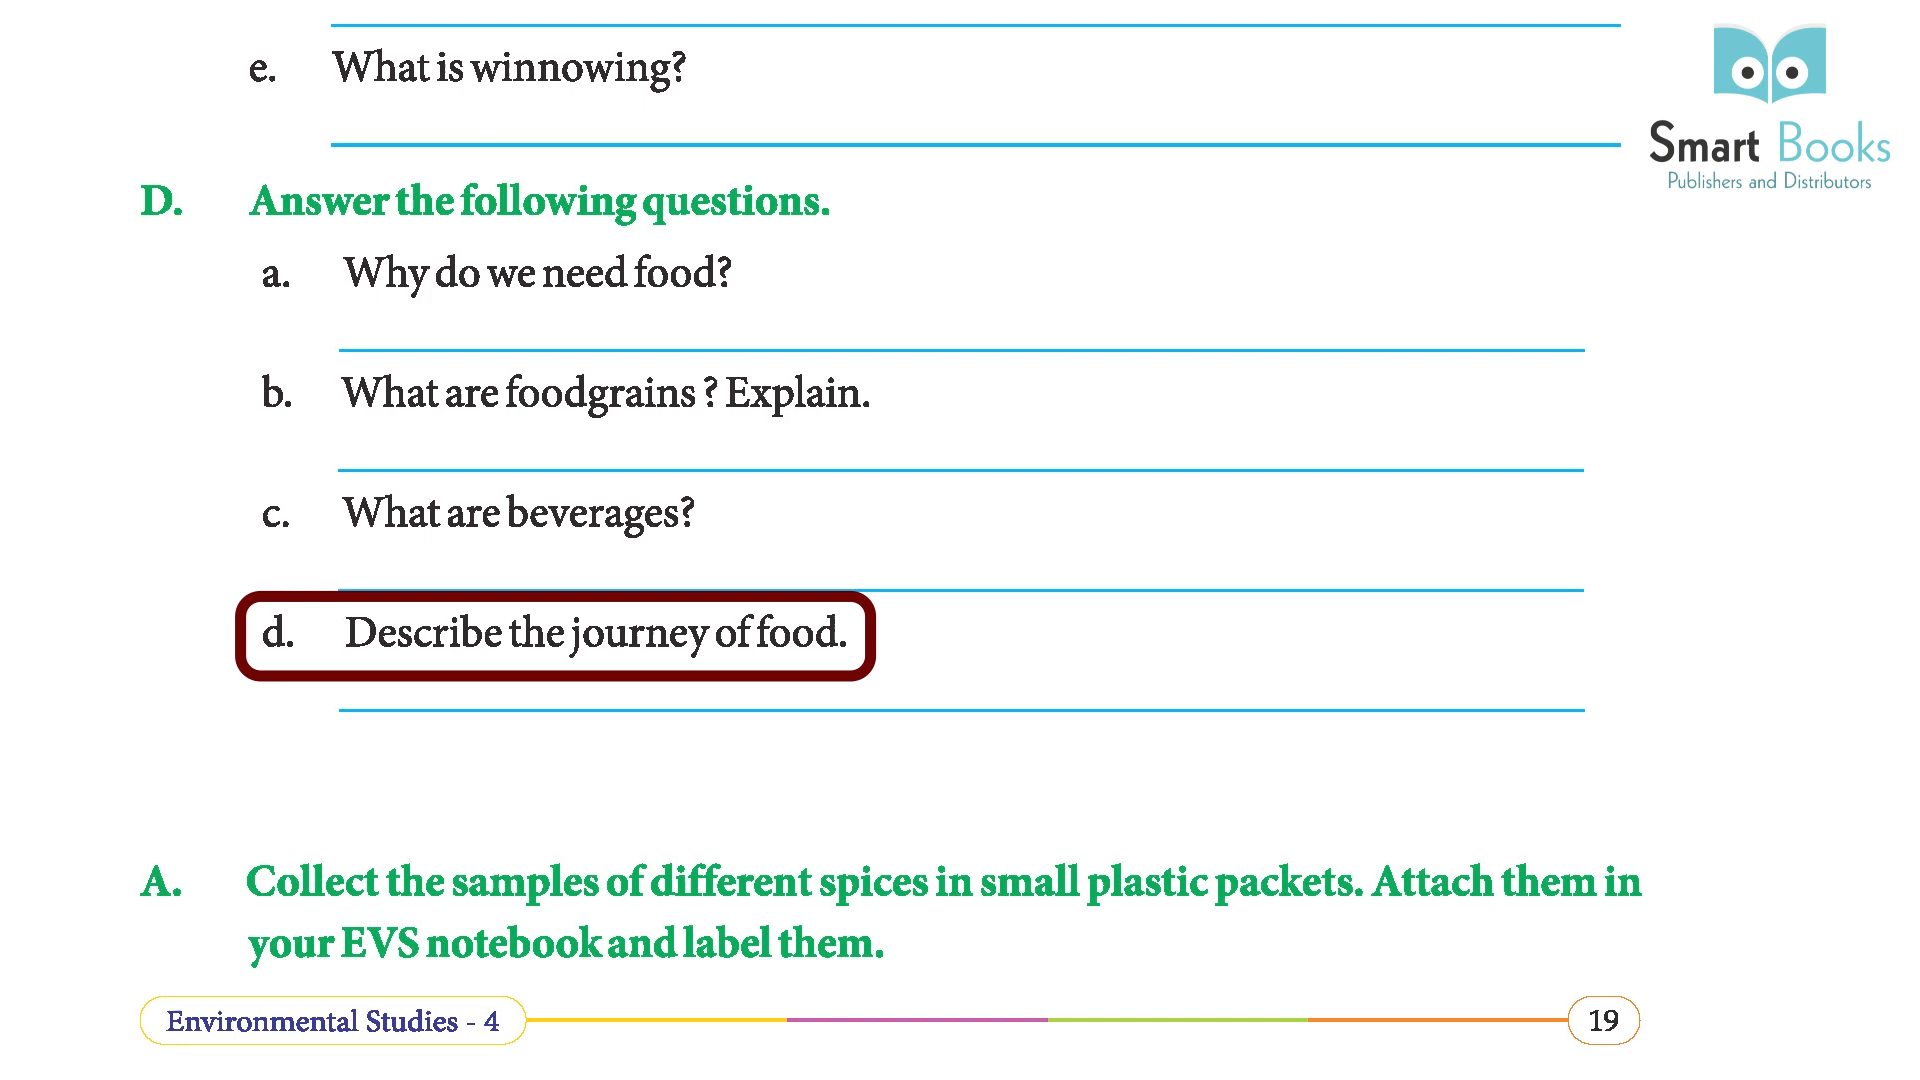 e. What is winnowing?
Smart Books
Publishers and Distributors
D. Answer the following questions.
a. Why do we need food?
b. What are foodgrains ? Explain.
c. What are beverages?
d. Describe the journey of food.
A. Collect the samples of different spices in small plastic packets. Attach them in
your EVS notebook and label them.
Environmental Studies - 4
19